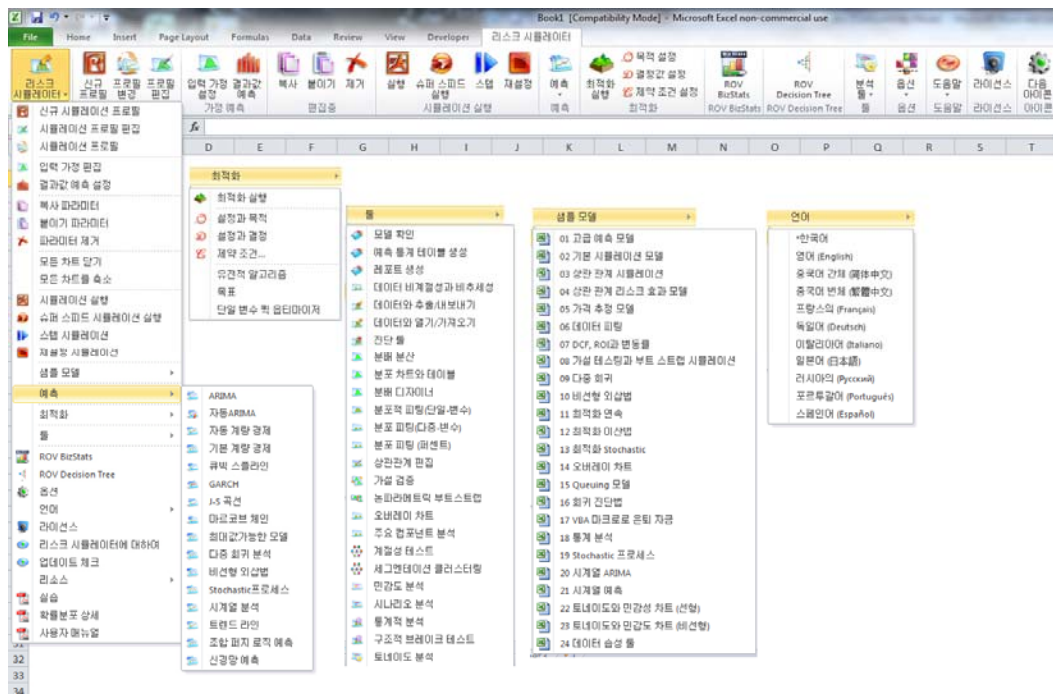 Book1 [Compatibility Mode] - Microsoft Excel non-commercial use
File Home Insert Page Layout Formulas Data Review View Developer 리스크 시뮬레이터
리스크 시뮬레이터
신규 프로필
프로필 변경
프로필 편집
입력 가정 설정
결과값 예측
복사
붙이기
제거
실행
슈퍼 스피드 실행
스텝
재설정
예측
최적화 실행
목적 설정
결정값 설정
제약 조건 설정
ROV BizStats
ROV Decision Tree
분석 툴
옵션
도움말
라이선스
다음 아이콘
가정 예측
편집중
시뮬레이션 실행
예측
최적화
ROV BizStats
ROV Decision Tree
툴
옵션
도움말
라이선스
아이콘
fx
D E F G H I J K L M N O P Q R S T
신규 시뮬레이션 프로필
시뮬레이션 프로필 편집
시뮬레이션 프로필
입력 가정 편집
결과값 예측 설정
복사 파라미터
붙이기 파라미터
파라미터 제거
모든 차트 닫기
모든 차트를 축소
시뮬레이션 실행
슈퍼 스피드 시뮬레이션 실행
스텝 시뮬레이션
재설정 시뮬레이션
샘플 모델
예측
최적화
툴
ROV BizStats
ROV Decision Tree
옵션
언어
라이선스
리스크 시뮬레이터에 대하여
업데이트 체크
리소스
실습
확률분포 상세
사용자 매뉴얼
31
32
33
34
ARIMA
자동ARIMA
자동 계량 경제
기본 계량 경제
큐빅 스플라인
GARCH
J-S 곡선
마르코브 체인
최대값가능한 모델
다중 회귀 분석
비선형 외삽법
Stochastic프로세스
시계열 분석
트렌드 라인
조합 퍼지 로직 예측
신경망 예측
최적화
최적화 실행
설정과 목적
설정과 결정
제약 조건...
유전적 알고리즘
목표
단일 변수 퀵 옵티마이저
툴
모델 확인
예측 통계 테이블 생성
레포트 생성
데이터 비계절성과 비추세성
데이터와 추출/내보내기
데이터와 열기/가져오기
진단 툴
분배 분산
분포 차트와 테이블
분배 디자이너
분포적 피팅(단일-변수)
분포 피팅(다중-변수)
분포 피팅 (퍼센트)
상관관계 편집
가설 검증
논파라메트릭 부트스트랩
오버레이 차트
주요 컴포넌트 분석
계절성 테스트
세그멘테이션 클러스터링
민감도 분석
시나리오 분석
통계적 분석
구조적 브레이크 테스트
토네이도 분석
샘플 모델
01 고급 예측 모델
02 기본 시뮬레이션 모델
03 상관 관계 시뮬레이션
04 상관 관계 리스크 효과 모델
05 가격 추정 모델
06 데이터 피팅
07 DCF, ROI과 변동률
08 가설 테스팅과 부트 스트랩 시뮬레이션
09 다중 회귀
10 비선형 외삽법
11 최적화 연속
12 최적화 이산법
13 최적화 Stochastic
14 오버레이 차트
15 Queuing 모델
16 회귀 진단법
17 VBA 마크로로 은퇴 자금
18 통계 분석
19 Stochastic 프로세스
20 시계열 ARIMA
21 시계열 예측
22 토네이도와 민감성 차트 (선형)
23 토네이도와 민감도 차트 (비선형)
24 데이터 습성 툴
언어
*한국어
영어 (English)
중국어 간체 (简体中文)
중국어 번체 (繁體中文)
프랑스의 (Français)
독일어 (Deutsch)
이탈리아어 (Italiano)
일본어 (日本語)
러시아의 (Русский)
포르투갈어 (Português)
스페인어 (Español)